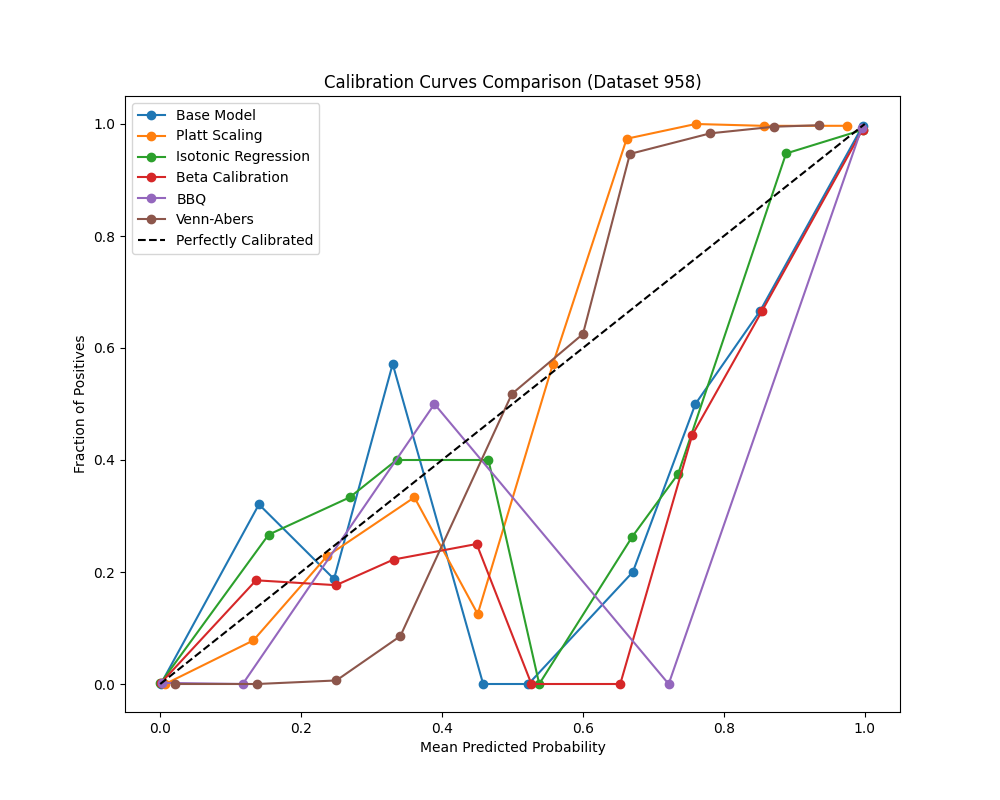 Calibration Curves Comparison (Dataset 958)
Base Model
Platt Scaling
Isotonic Regression
Beta Calibration
BBQ
Venn-Abers
Perfectly Calibrated
Fraction of Positives
1.0
0.8
0.6
0.4
0.2
0.0
0.0 0.2 0.4 0.6 0.8 1.0
Mean Predicted Probability